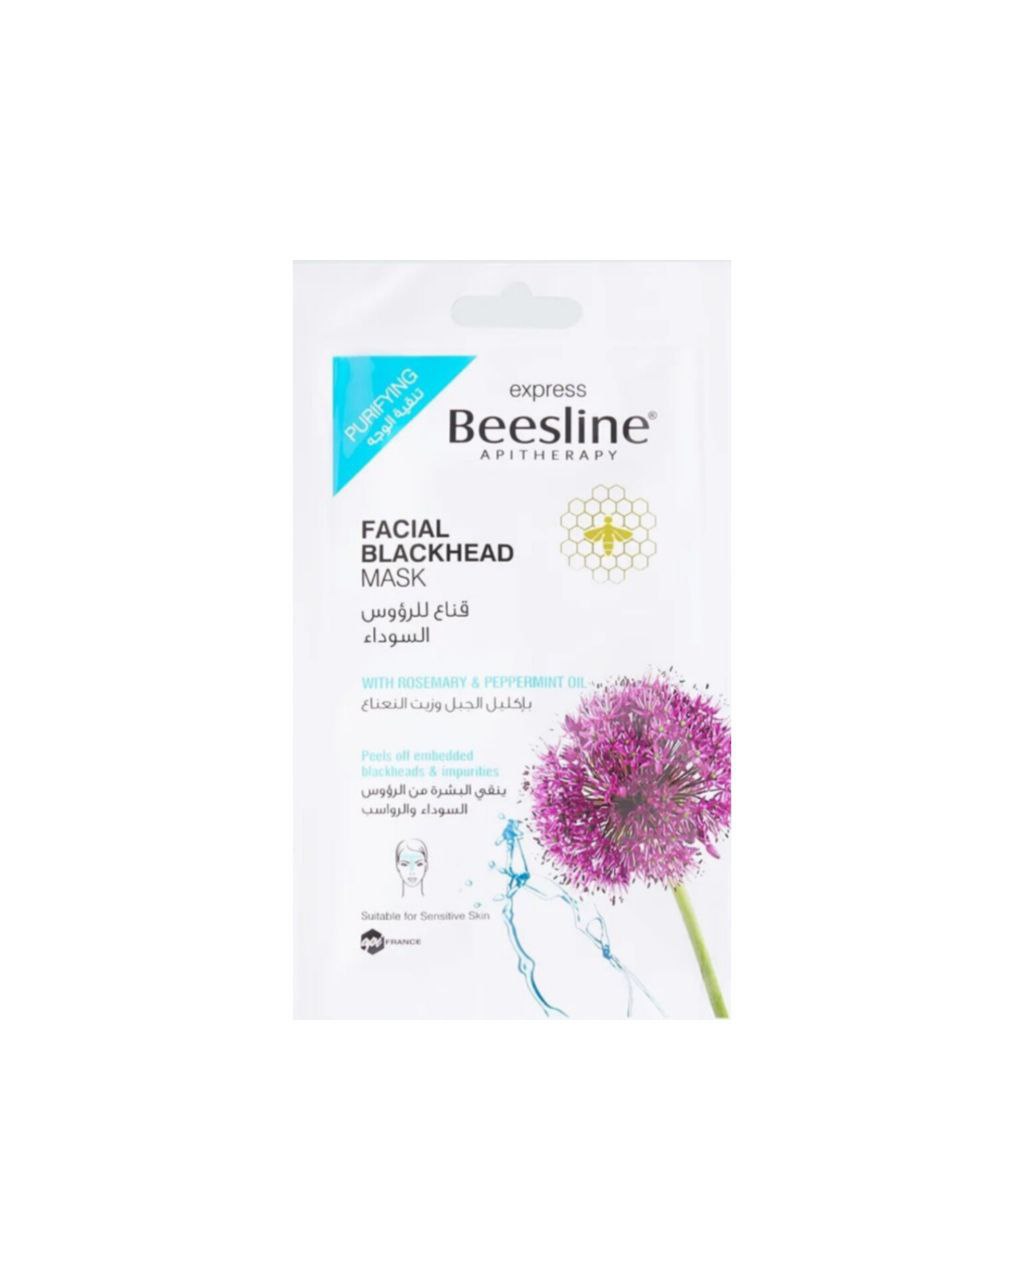 PURIFYING
تنقية الوجه
express
Beesline®
APITHERAPY
FACIAL
BLACKHEAD
MASK
قناع للرؤوس
السوداء
WITH ROSEMARY & PEPPERMINT OIL
بإكليل الجبل وزيت النعناع
Peels off embedded
blackheads & impurities
ينقي البشرة من الرؤوس
السوداء والرواسب
Suitable for Sensitive Skin
FRANCE